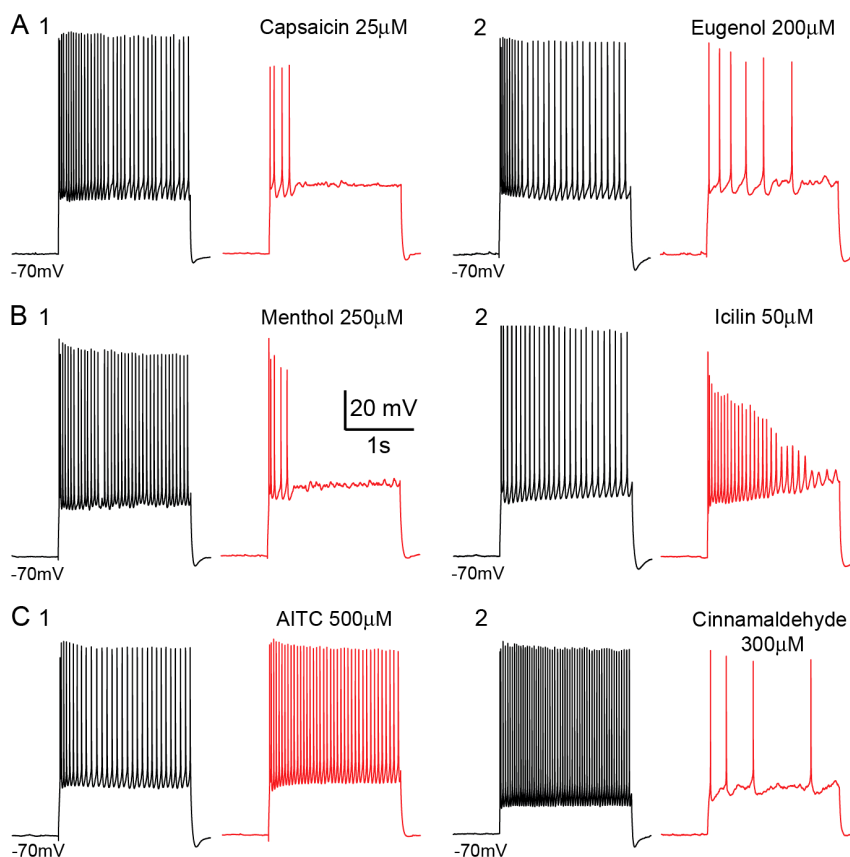 A 1
Capsaicin 25µM
2
Eugenol 200µM
-70mV
-70mV
B 1
Menthol 250µM
2
Icilin 50µM
20 mV
1s
-70mV
-70mV
C 1
AITC 500µM
2
Cinnamaldehyde
300µM
-70mV
-70mV